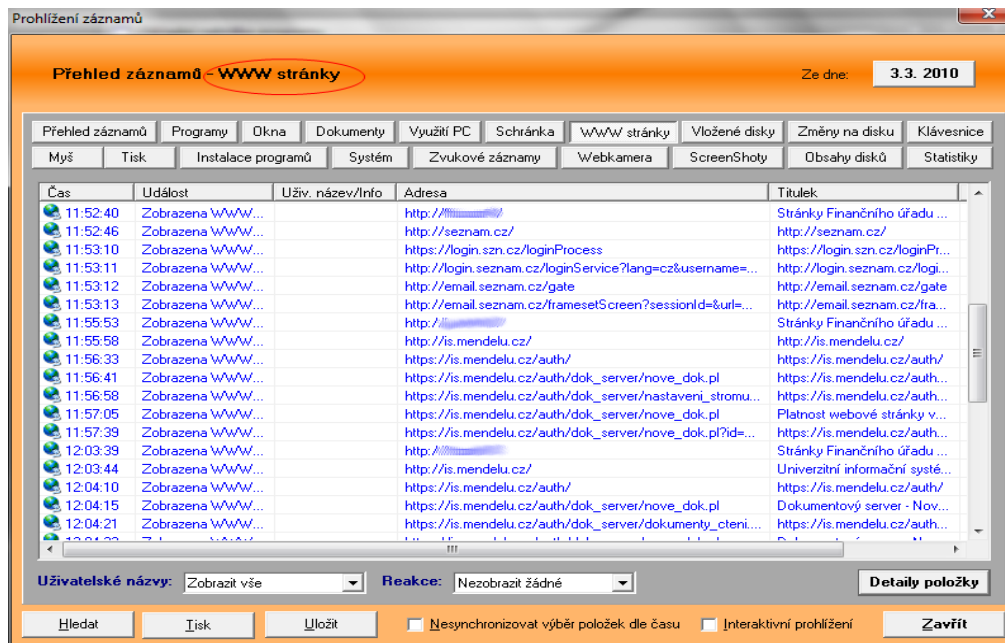 Prohlížení záznamů
Přehled záznamů - WWW stránky
Ze dne: 3.3. 2010
Přehled záznamů Programy Okna Dokumenty Využití PC Schránka WWW stránky Vložené disky Změny na disku Klávesnice
Myš Tisk Instalace programů Systém Zvukové záznamy Webkamera ScreenShoty Obsahy disků Statistiky
Čas Událost Uživ. název/Info Adresa Titulek
11:52:40 Zobrazena WWW... http:// Stránky Finančního úřadu ...
11:52:46 Zobrazena WWW... http://seznam.cz/ http://seznam.cz/
11:53:10 Zobrazena WWW... https://login.szn.cz/loginProcess https://login.szn.cz/loginPr...
11:53:11 Zobrazena WWW... http://login.seznam.cz/loginService?lang=cz&username=... http://login.seznam.cz/logi...
11:53:12 Zobrazena WWW... http://email.seznam.cz/gate http://email.seznam.cz/gate
11:53:13 Zobrazena WWW... http://email.seznam.cz/framesetScreen?sessionId=&url=... http://email.seznam.cz/fra...
11:55:53 Zobrazena WWW... http:/ Stránky Finančního úřadu ...
11:55:58 Zobrazena WWW... http://is.mendelu.cz/ http://is.mendelu.cz/
11:56:33 Zobrazena WWW... https://is.mendelu.cz/auth/ https://is.mendelu.cz/auth/
11:56:41 Zobrazena WWW... https://is.mendelu.cz/auth/dok_server/nove_dok.pl https://is.mendelu.cz/auth...
11:56:58 Zobrazena WWW... https://is.mendelu.cz/auth/dok_server/nastaveni_stromu... https://is.mendelu.cz/auth...
11:57:05 Zobrazena WWW... https://is.mendelu.cz/auth/dok_server/nove_dok.pl Platnost webové stránky v...
11:57:39 Zobrazena WWW... https://is.mendelu.cz/auth/dok_server/nove_dok.pl?id=... https://is.mendelu.cz/auth...
12:03:39 Zobrazena WWW... http:/ Stránky Finančního úřadu ...
12:03:44 Zobrazena WWW... http://is.mendelu.cz/ Univerzitní informační systé...
12:04:10 Zobrazena WWW... https://is.mendelu.cz/auth/ https://is.mendelu.cz/auth/
12:04:15 Zobrazena WWW... https://is.mendelu.cz/auth/dok_server/nove_dok.pl Dokumentový server - Nov...
12:04:21 Zobrazena WWW... https://is.mendelu.cz/auth/dok_server/dokumenty_cteni.... https://is.mendelu.cz/auth...
Uživatelské názvy: Zobrazit vše Reakce: Nezobrazit žádné Detaily položky
Hledat Tisk Uložit Nesynchronizovat výběr položek dle času Interaktivní prohlížení Zavřít